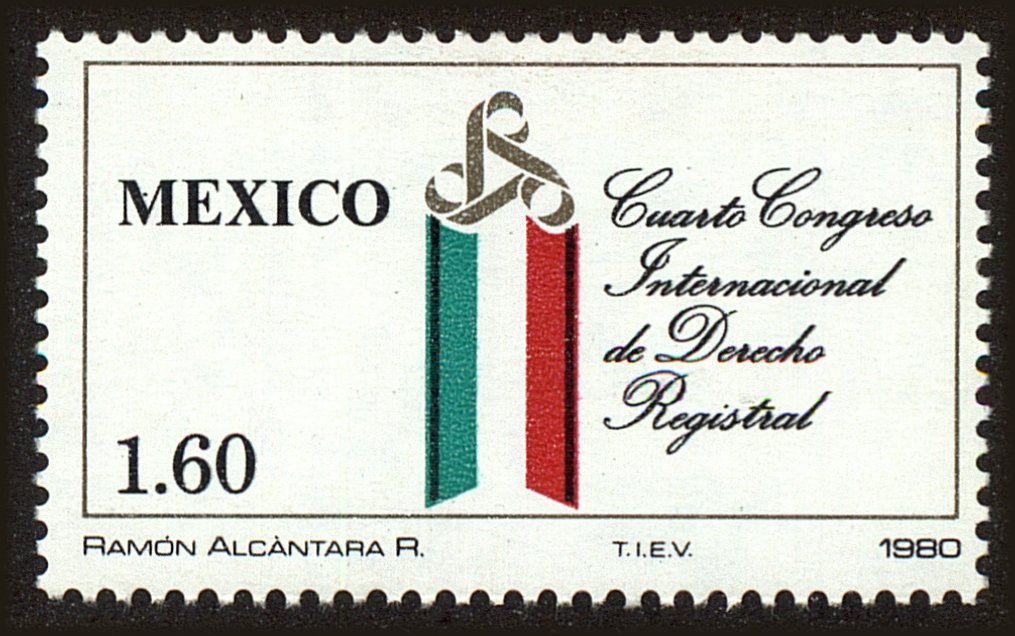 MEXICO
Cuarto Congreso
Internacional
de Derecho
Registral
1.60
RAMÓN ALCÀNTARA R.
T.I.E.V.
1980